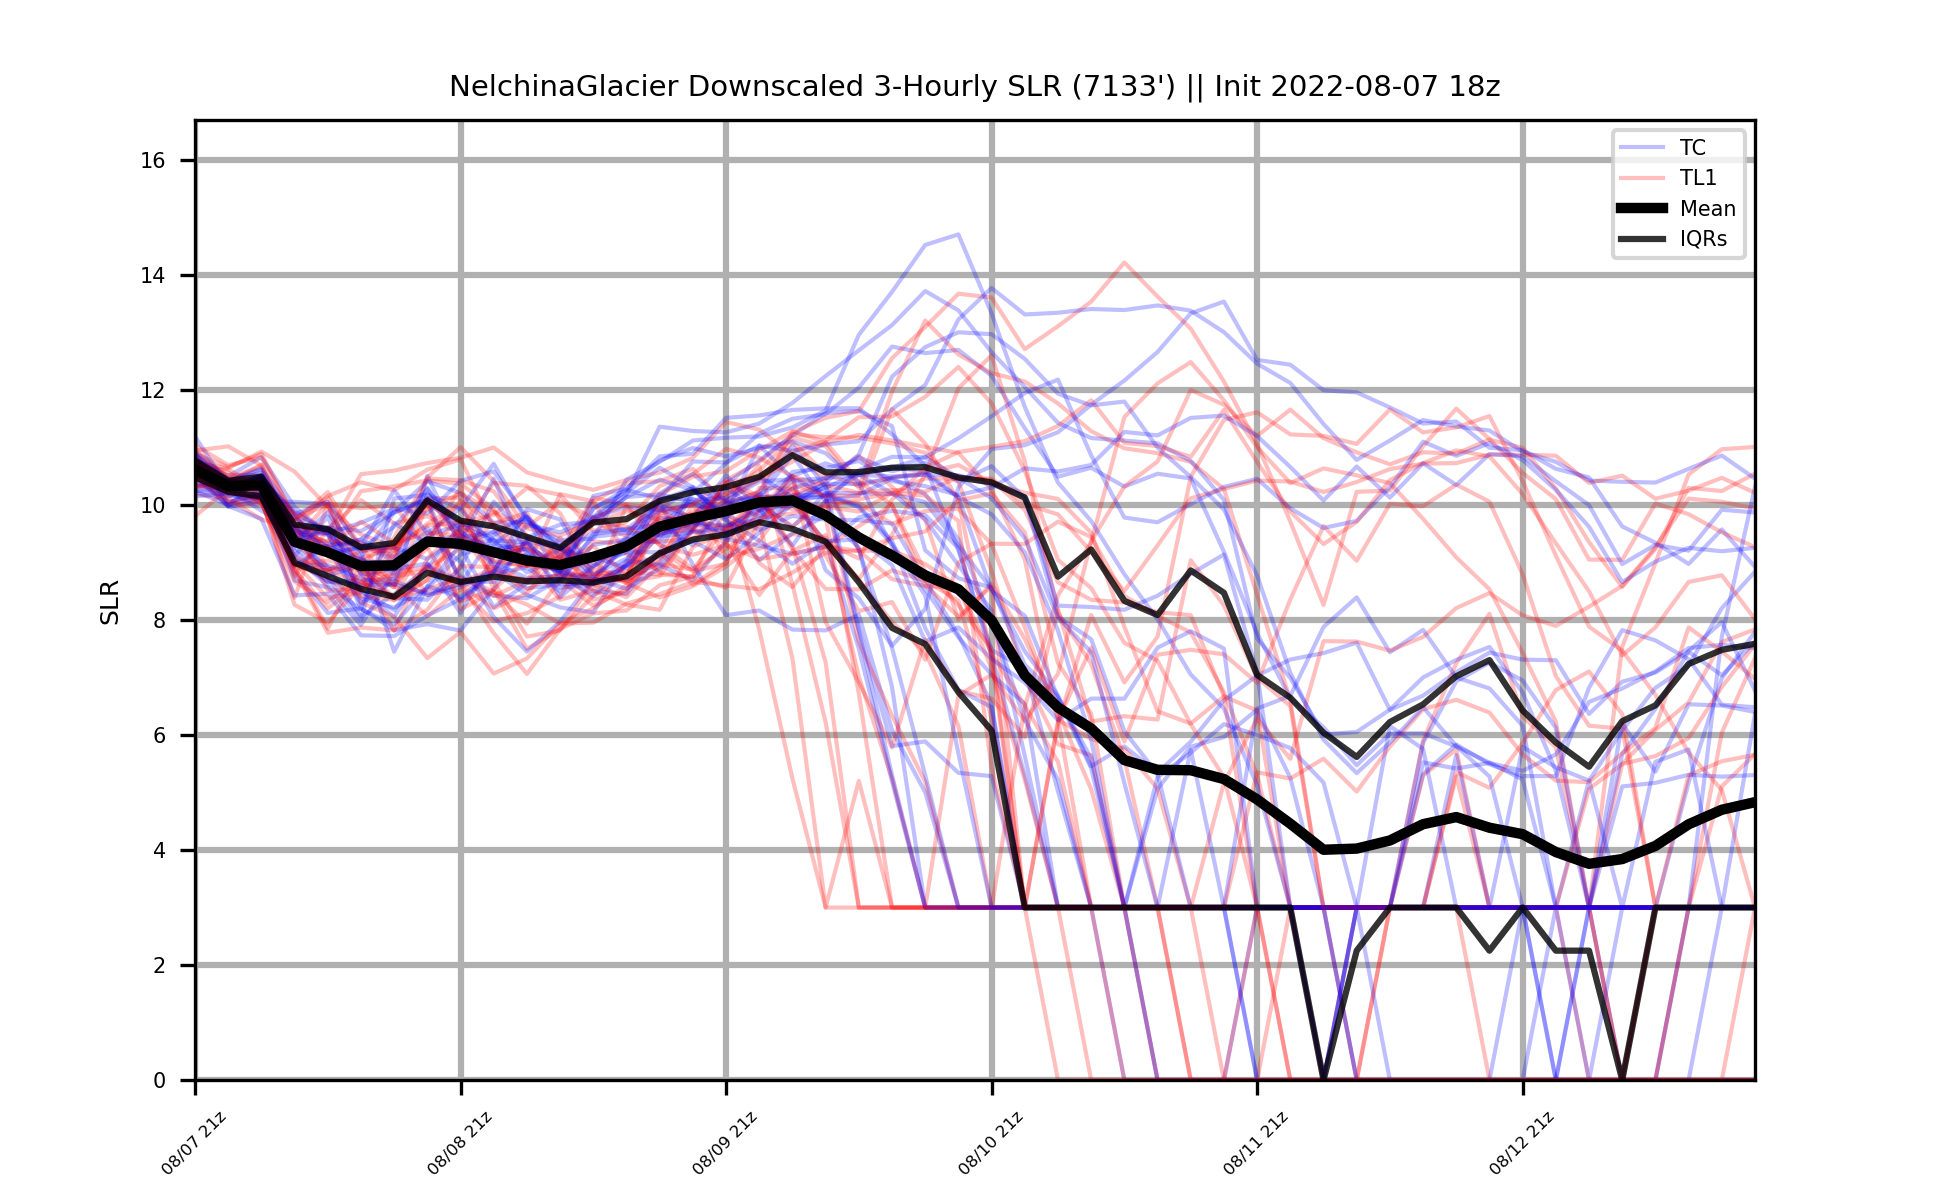 NelchinaGlacier Downscaled 3-Hourly SLR (7133') || Init 2022-08-07 18z
TC
TL1
Mean
IQRs
SLR
16
14
12
10
8
6
4
2
0
08/07 21z
08/08 21z
08/09 21z
08/10 21z
08/11 21z
08/12 21z